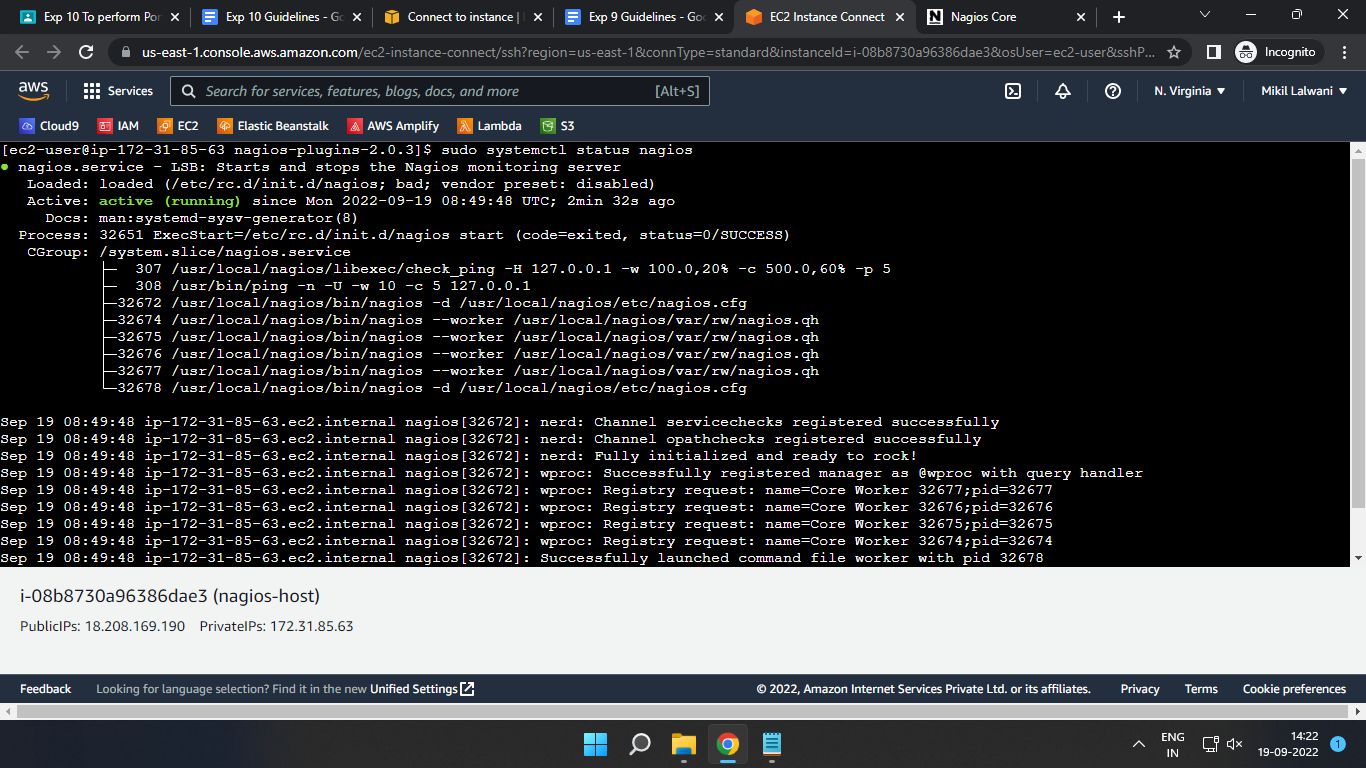 Exp 10 To perform Por
Exp 10 Guidelines - Go
Connect to instance |
Exp 9 Guidelines - Goo
EC2 Instance Connect
Nagios Core
us-east-1.console.aws.amazon.com/ec2-instance-connect/ssh?region=us-east-1&connType=standard&instanceId=i-08b8730a96386dae3&osUser=ec2-user&sshP...
Incognito
aws
Services
Search for services, features, blogs, docs, and more
[Alt+S]
N. Virginia
Mikil Lalwani
Cloud9
IAM
EC2
Elastic Beanstalk
AWS Amplify
Lambda
S3
[ec2-user@ip-172-31-85-63 nagios-plugins-2.0.3]$ sudo systemctl status nagios
● nagios.service - LSB: Starts and stops the Nagios monitoring server
Loaded: loaded (/etc/rc.d/init.d/nagios; bad; vendor preset: disabled)
Active: active (running) since Mon 2022-09-19 08:49:48 UTC; 2min 32s ago
Docs: man:systemd-sysv-generator(8)
Process: 32651 ExecStart=/etc/rc.d/init.d/nagios start (code=exited, status=0/SUCCESS)
CGroup: /system.slice/nagios.service
├─  307 /usr/local/nagios/libexec/check_ping -H 127.0.0.1 -w 100.0,20% -c 500.0,60% -p 5
├─  308 /usr/bin/ping -n -U -w 10 -c 5 127.0.0.1
├─32672 /usr/local/nagios/bin/nagios -d /usr/local/nagios/etc/nagios.cfg
├─32674 /usr/local/nagios/bin/nagios --worker /usr/local/nagios/var/rw/nagios.qh
├─32675 /usr/local/nagios/bin/nagios --worker /usr/local/nagios/var/rw/nagios.qh
├─32676 /usr/local/nagios/bin/nagios --worker /usr/local/nagios/var/rw/nagios.qh
├─32677 /usr/local/nagios/bin/nagios --worker /usr/local/nagios/var/rw/nagios.qh
└─32678 /usr/local/nagios/bin/nagios -d /usr/local/nagios/etc/nagios.cfg
Sep 19 08:49:48 ip-172-31-85-63.ec2.internal nagios[32672]: nerd: Channel servicechecks registered successfully
Sep 19 08:49:48 ip-172-31-85-63.ec2.internal nagios[32672]: nerd: Channel opathchecks registered successfully
Sep 19 08:49:48 ip-172-31-85-63.ec2.internal nagios[32672]: nerd: Fully initialized and ready to rock!
Sep 19 08:49:48 ip-172-31-85-63.ec2.internal nagios[32672]: wproc: Successfully registered manager as @wproc with query handler
Sep 19 08:49:48 ip-172-31-85-63.ec2.internal nagios[32672]: wproc: Registry request: name=Core Worker 32677;pid=32677
Sep 19 08:49:48 ip-172-31-85-63.ec2.internal nagios[32672]: wproc: Registry request: name=Core Worker 32676;pid=32676
Sep 19 08:49:48 ip-172-31-85-63.ec2.internal nagios[32672]: wproc: Registry request: name=Core Worker 32675;pid=32675
Sep 19 08:49:48 ip-172-31-85-63.ec2.internal nagios[32672]: wproc: Registry request: name=Core Worker 32674;pid=32674
Sep 19 08:49:48 ip-172-31-85-63.ec2.internal nagios[32672]: Successfully launched command file worker with pid 32678
i-08b8730a96386dae3 (nagios-host)
PublicIPs: 18.208.169.190 PrivateIPs: 172.31.85.63
Feedback
Looking for language selection? Find it in the new Unified Settings
© 2022, Amazon Internet Services Private Ltd. or its affiliates.
Privacy
Terms
Cookie preferences
ENG
IN
14:22
19-09-2022
1